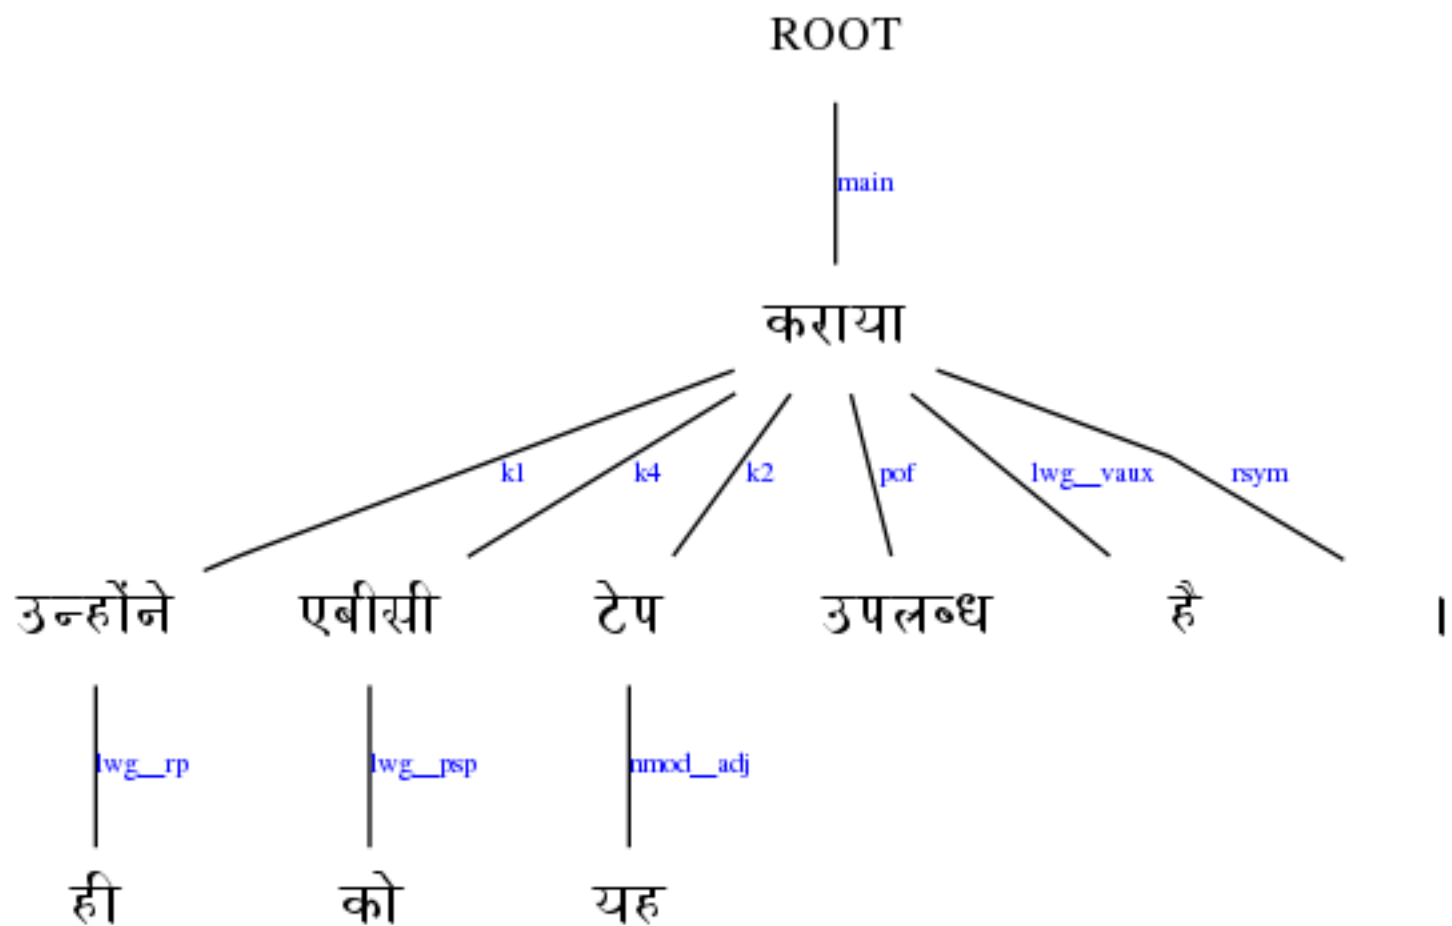 ROOT
main
कराया
k1 k4 k2 pof lwg__vaux rsym
उन्होंने एबीसी टेप उपलब्ध है ।
lwg__rp lwg__psp nmod__adj
ही को यह